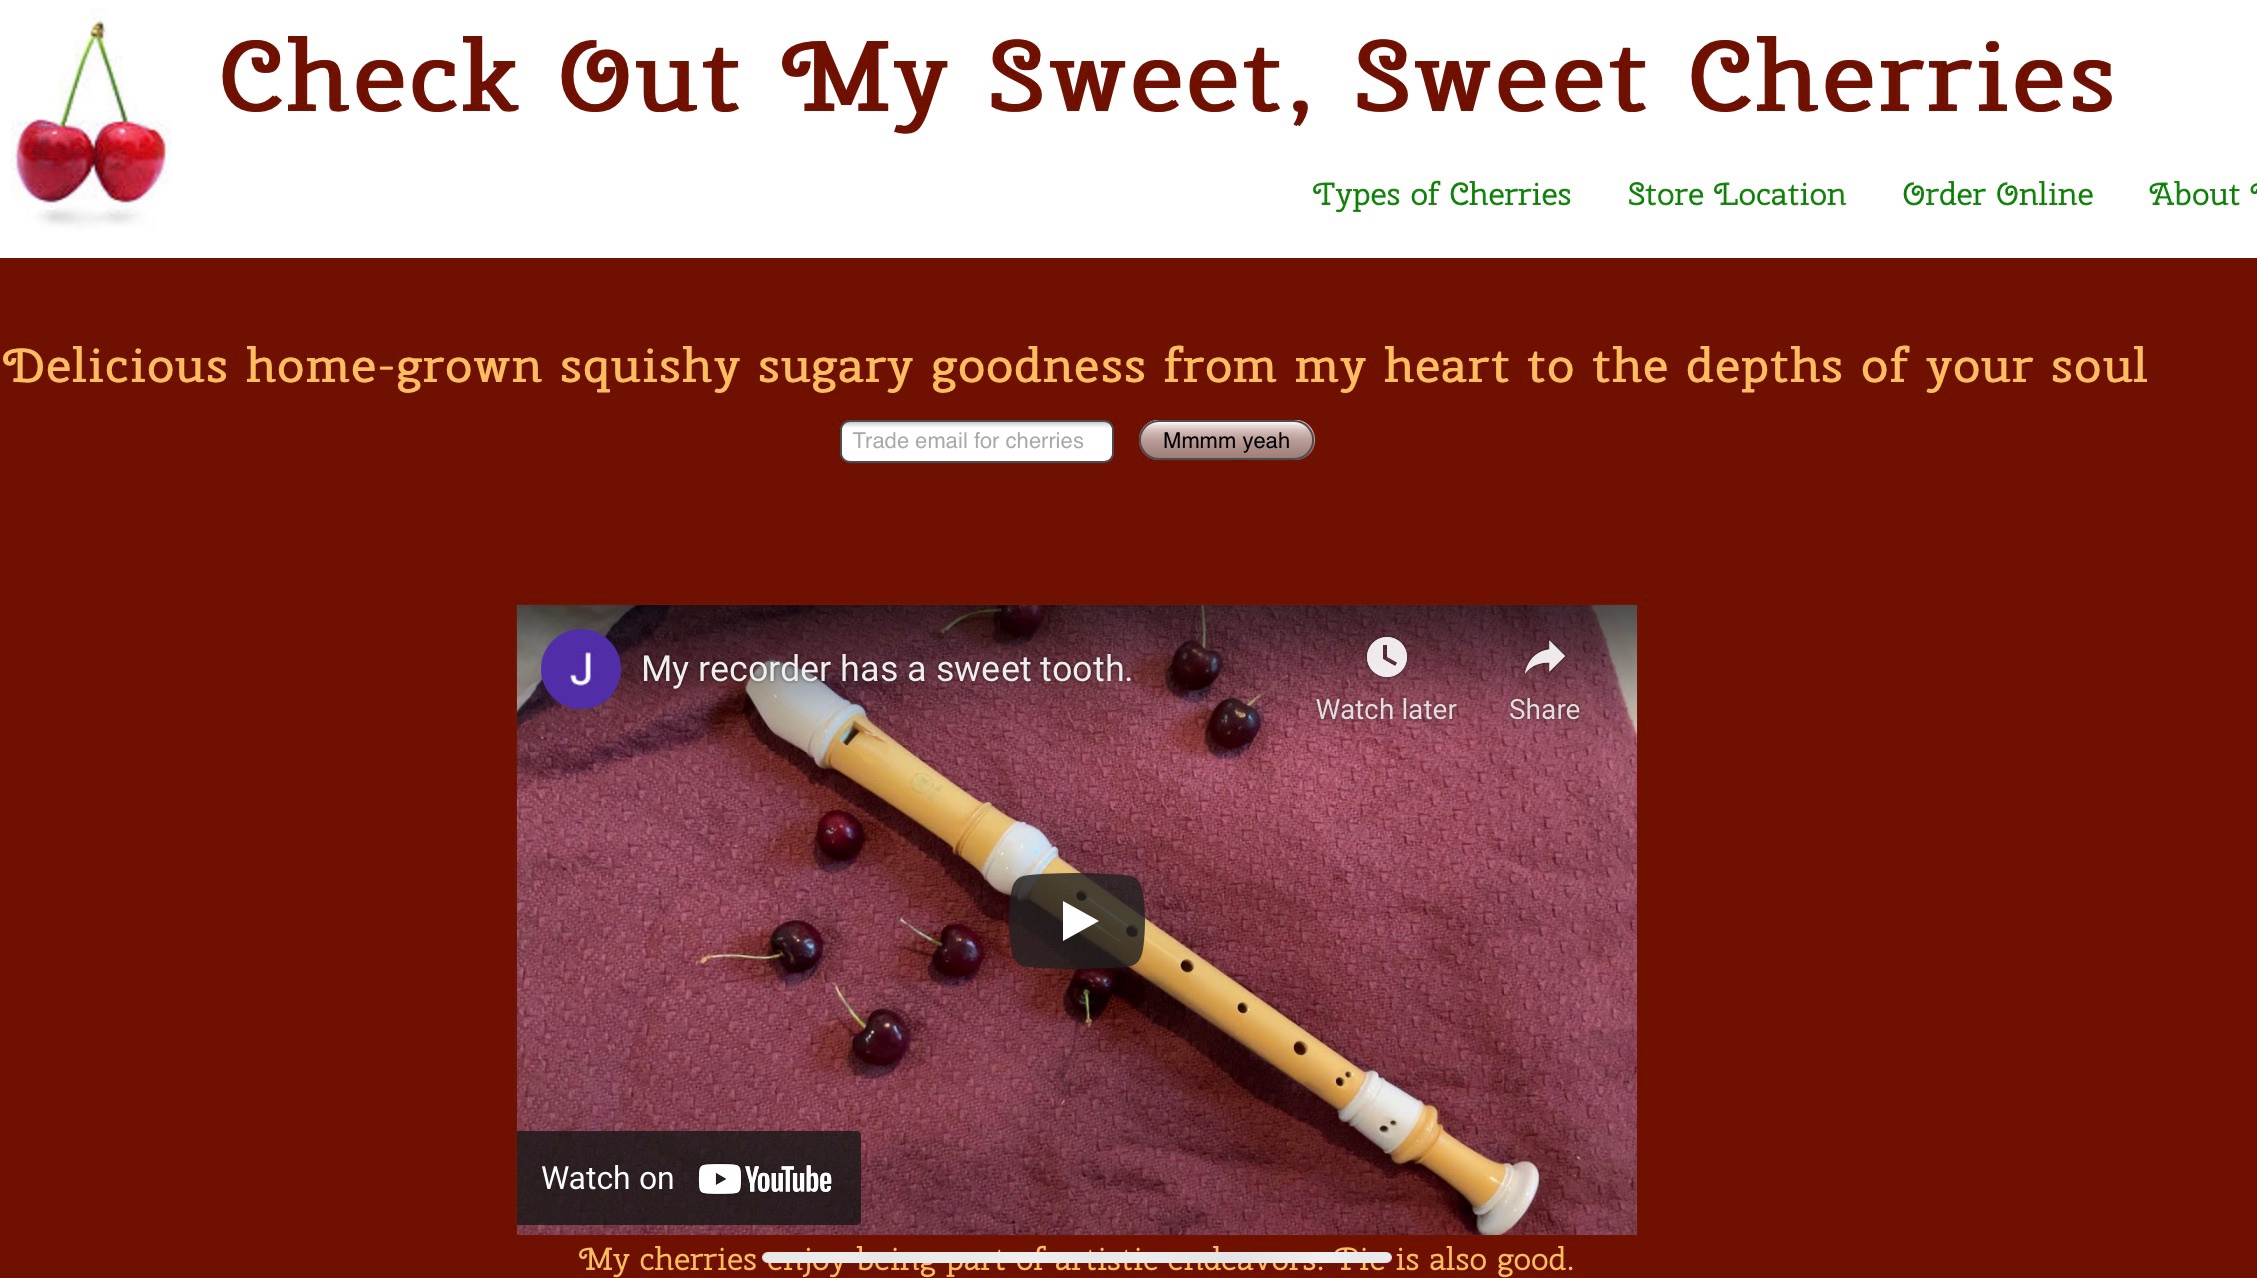 Check Out My Sweet, Sweet Cherries
Types of Cherries Store Location Order Online About
Delicious home-grown squishy sugary goodness from my heart to the depths of your soul
Trade email for cherries Mmmm yeah
J My recorder has a sweet tooth.
Watch later Share
Watch on YouTube
My cherries enjoy being part of artistic endeavors. Pie is also good.